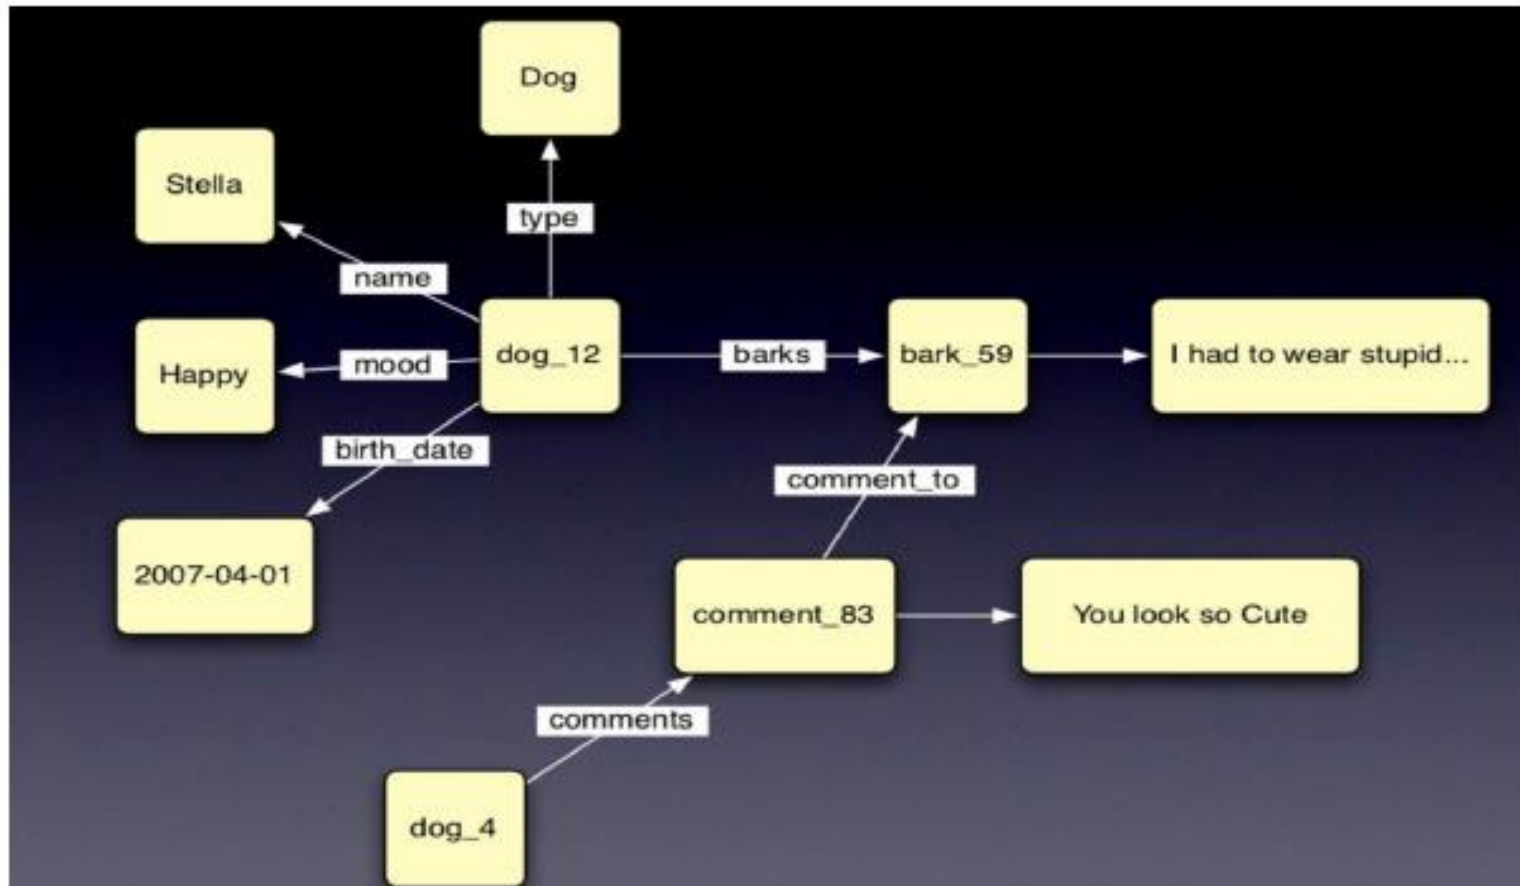 Dog
Stella
type
name
Happy
mood
dog_12
barks
bark_59
I had to wear stupid...
birth_date
comment_to
2007-04-01
comment_83
You look so Cute
comments
dog_4